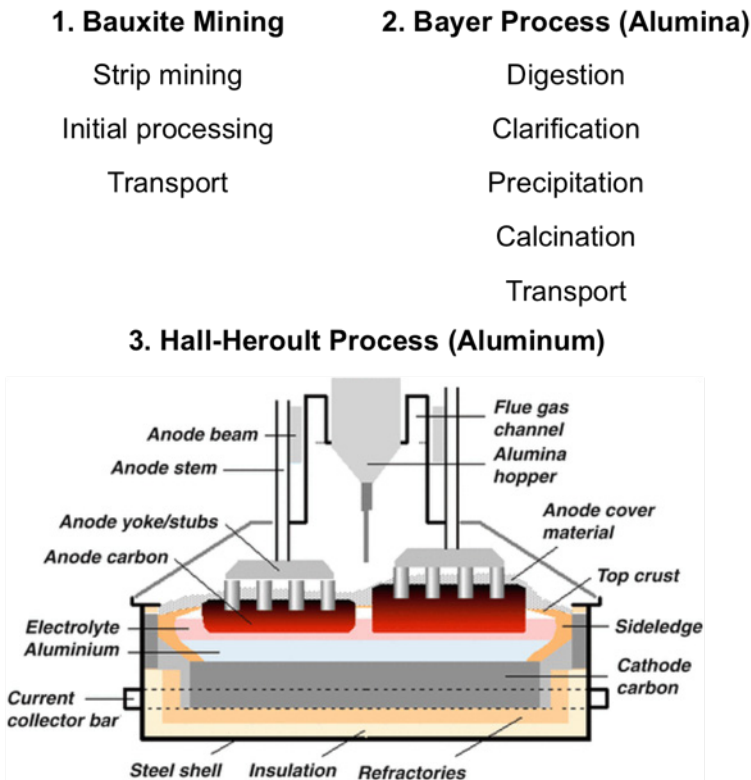 1. Bauxite Mining
Strip mining
Initial processing
Transport
2. Bayer Process (Alumina)
Digestion
Clarification
Precipitation
Calcination
Transport
3. Hall-Heroult Process (Aluminum)
Anode beam
Anode stem
Anode yoke/stubs
Anode carbon
Electrolyte
Aluminium
Current
collector bar
Flue gas
channel
Alumina
hopper
Anode cover
material
Top crust
Sideledge
Cathode
carbon
Steel shell
Insulation
Refractories